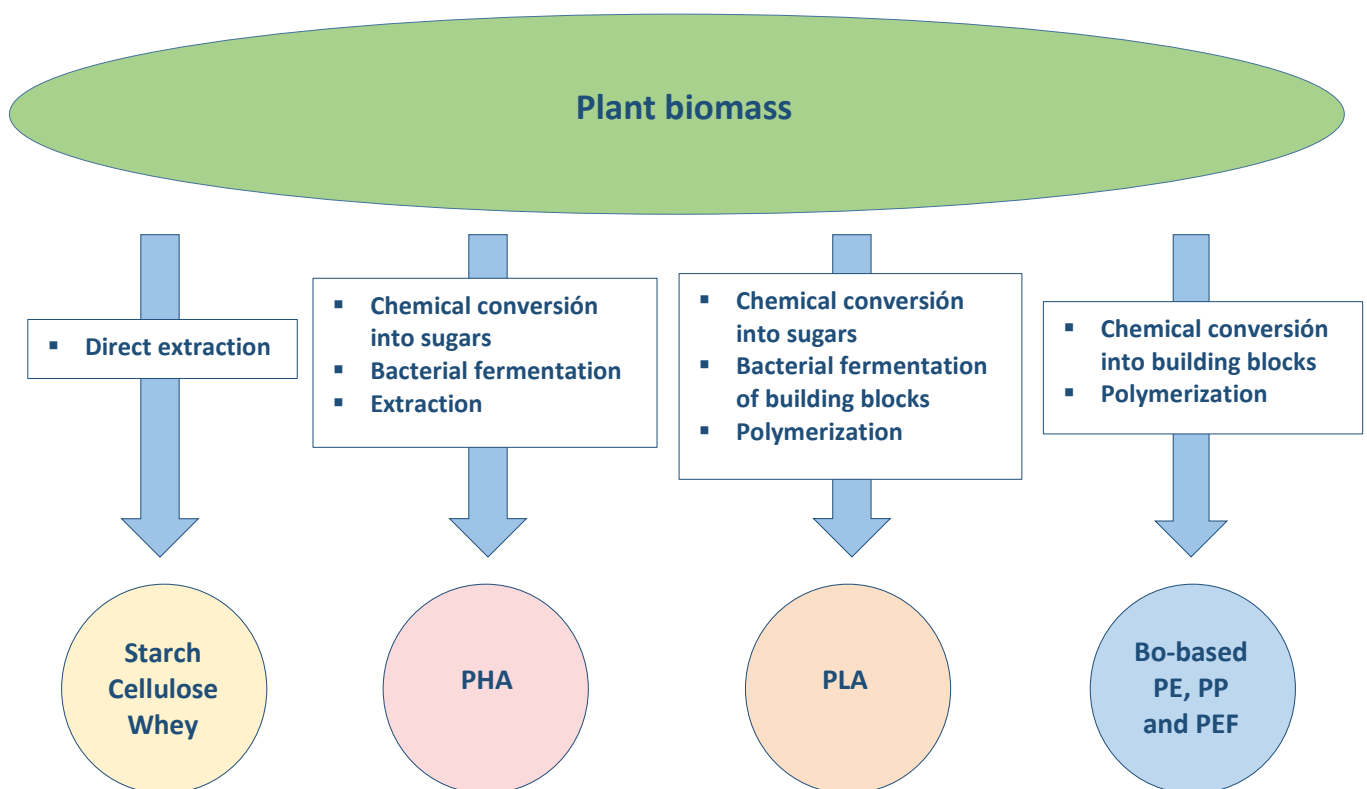 Plant biomass
▪ Direct extraction
▪ Chemical conversión
into sugars
▪ Bacterial fermentation
▪ Extraction
▪ Chemical conversión
into sugars
▪ Bacterial fermentation
of building blocks
▪ Polymerization
▪ Chemical conversión
into building blocks
▪ Polymerization
Starch
Cellulose
Whey
PHA
PLA
Bo-based
PE, PP
and PEF